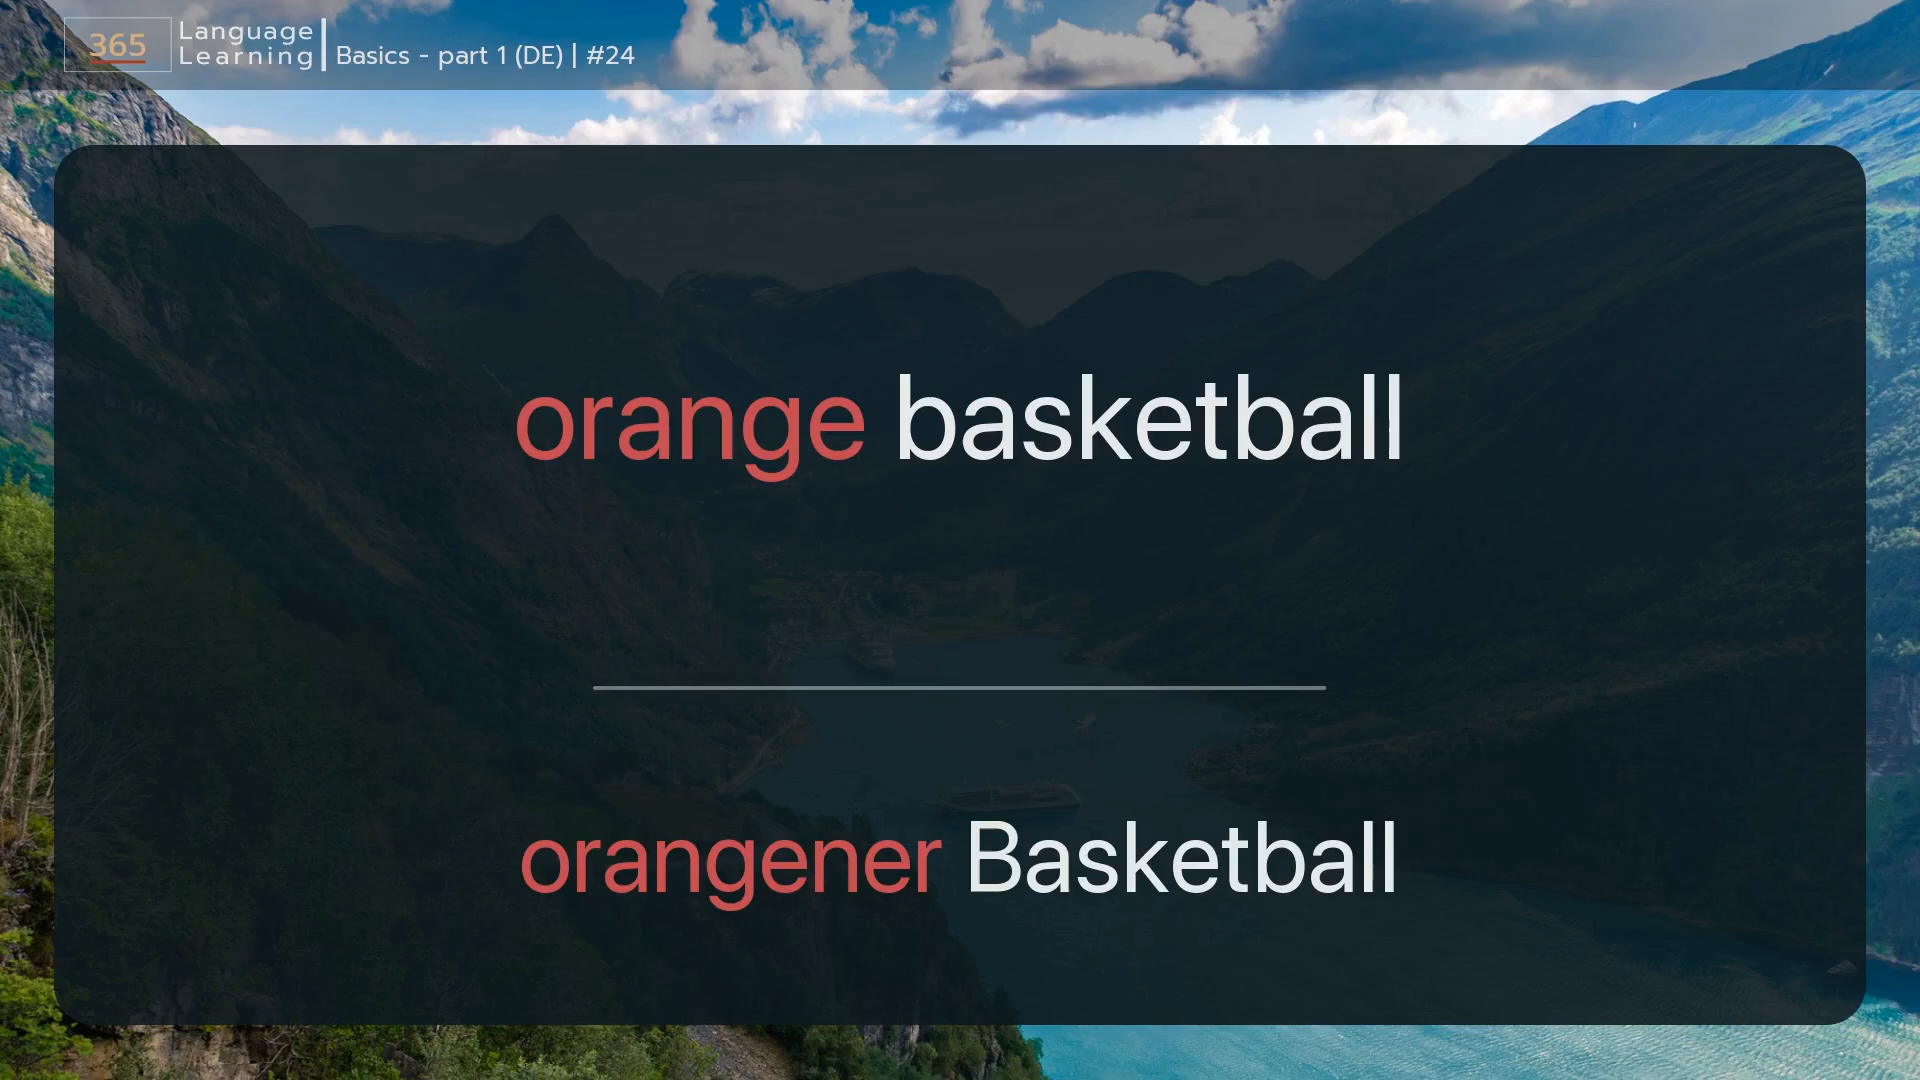 365 Language Learning
Basics - part 1 (DE) | #24
orange basketball
orangener Basketball